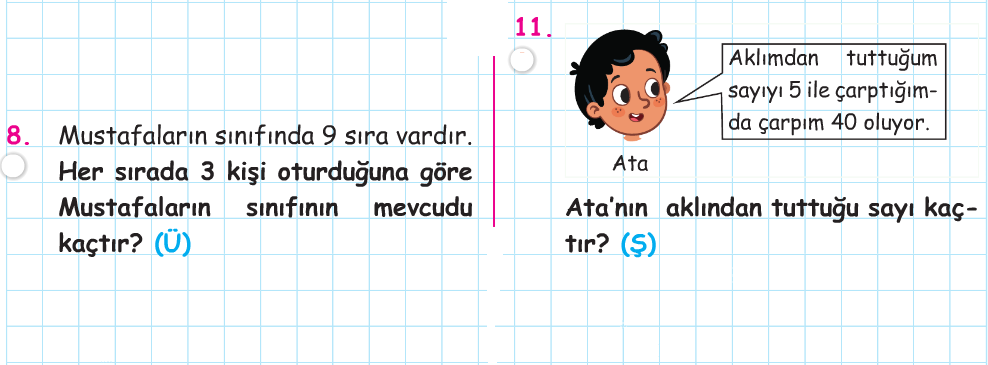 8. Mustafaların sınıfında 9 sıra vardır.
Her sırada 3 kişi oturduğuna göre
Mustafaların sınıfının mevcudu
kaçtır? (Ü)
11.
Aklımdan tuttuğum
sayıyı 5 ile çarptığım-
da çarpım 40 oluyor.
Ata
Ata'nın aklından tuttuğu sayı kaç-
tır? (Ş)